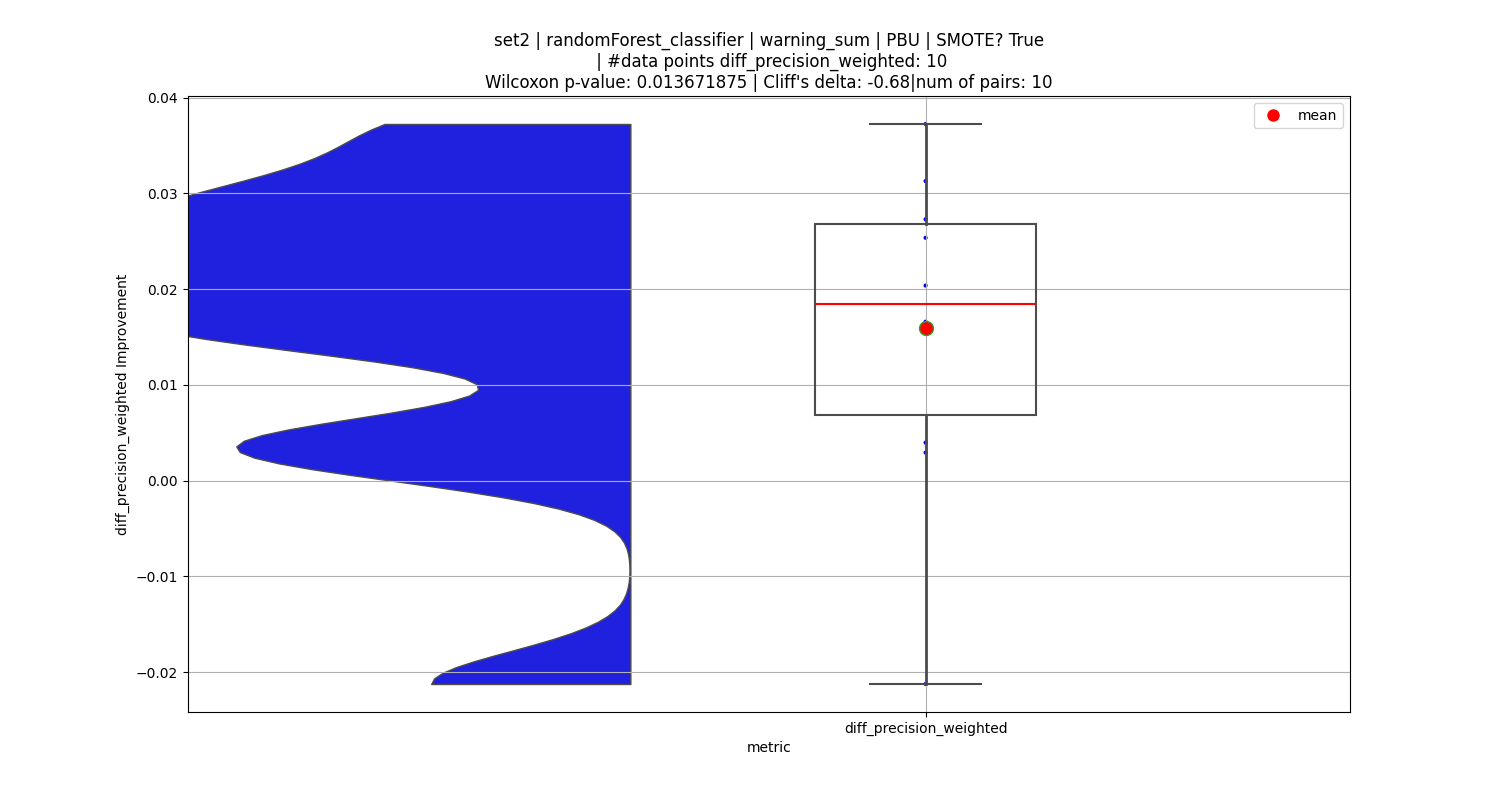 set2 | randomForest_classifier | warning_sum | PBU | SMOTE? True
| #data points diff_precision_weighted: 10
Wilcoxon p-value: 0.013671875 | Cliff's delta: -0.68|num of pairs: 10
mean
0.04
0.03
0.02
0.01
0.00
−0.01
−0.02
diff_precision_weighted Improvement
diff_precision_weighted
metric